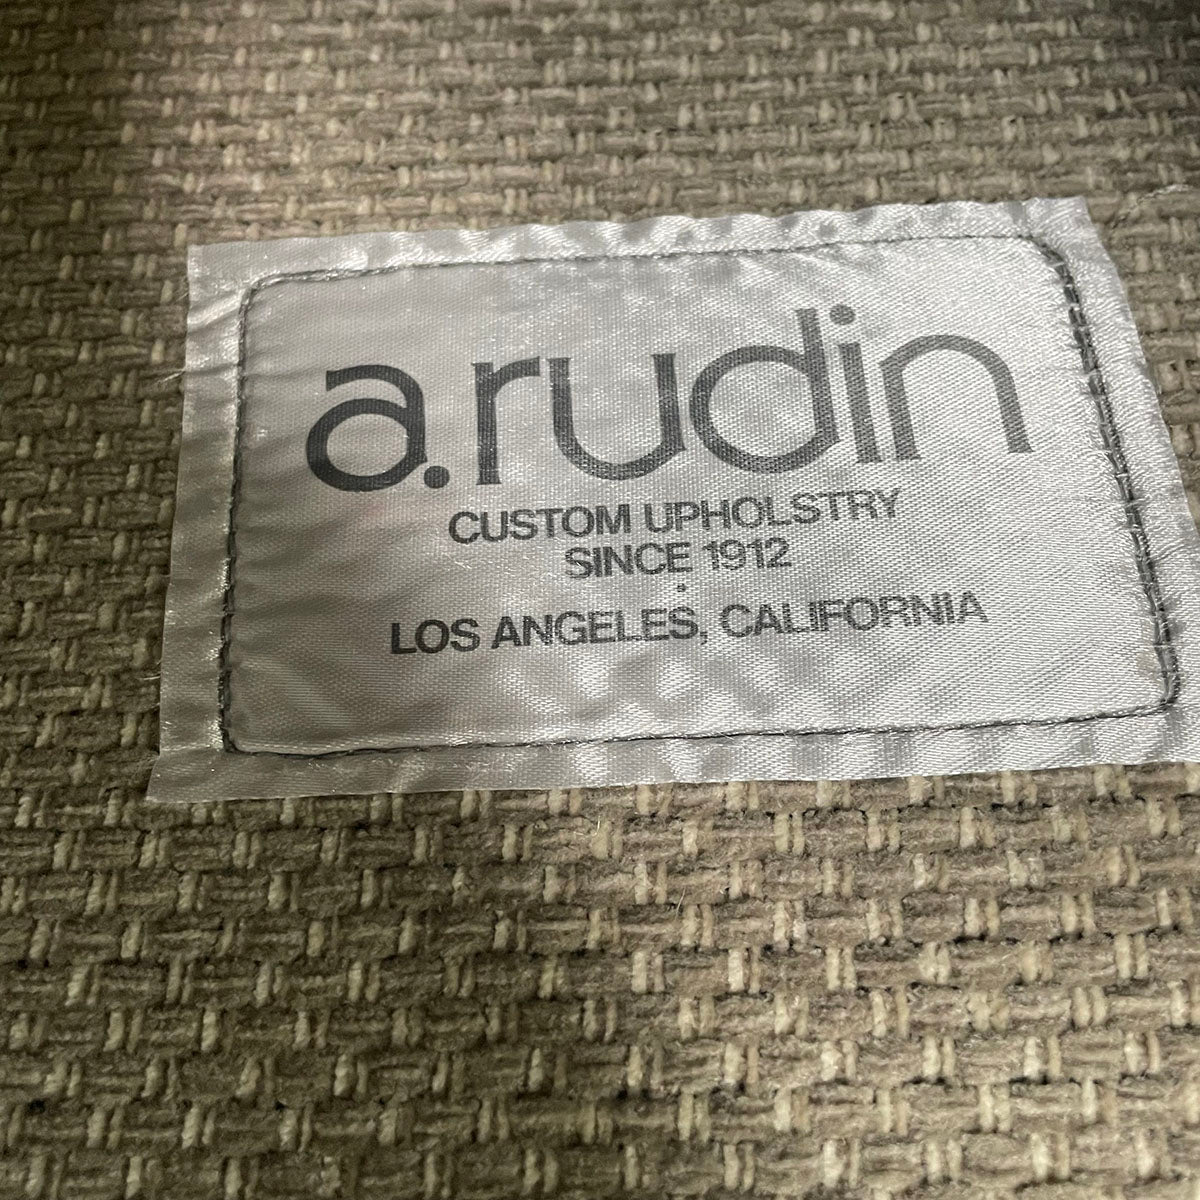 a.rudin
CUSTOM UPHOLSTRY
SINCE 1912
LOS ANGELES, CALIFORNIA